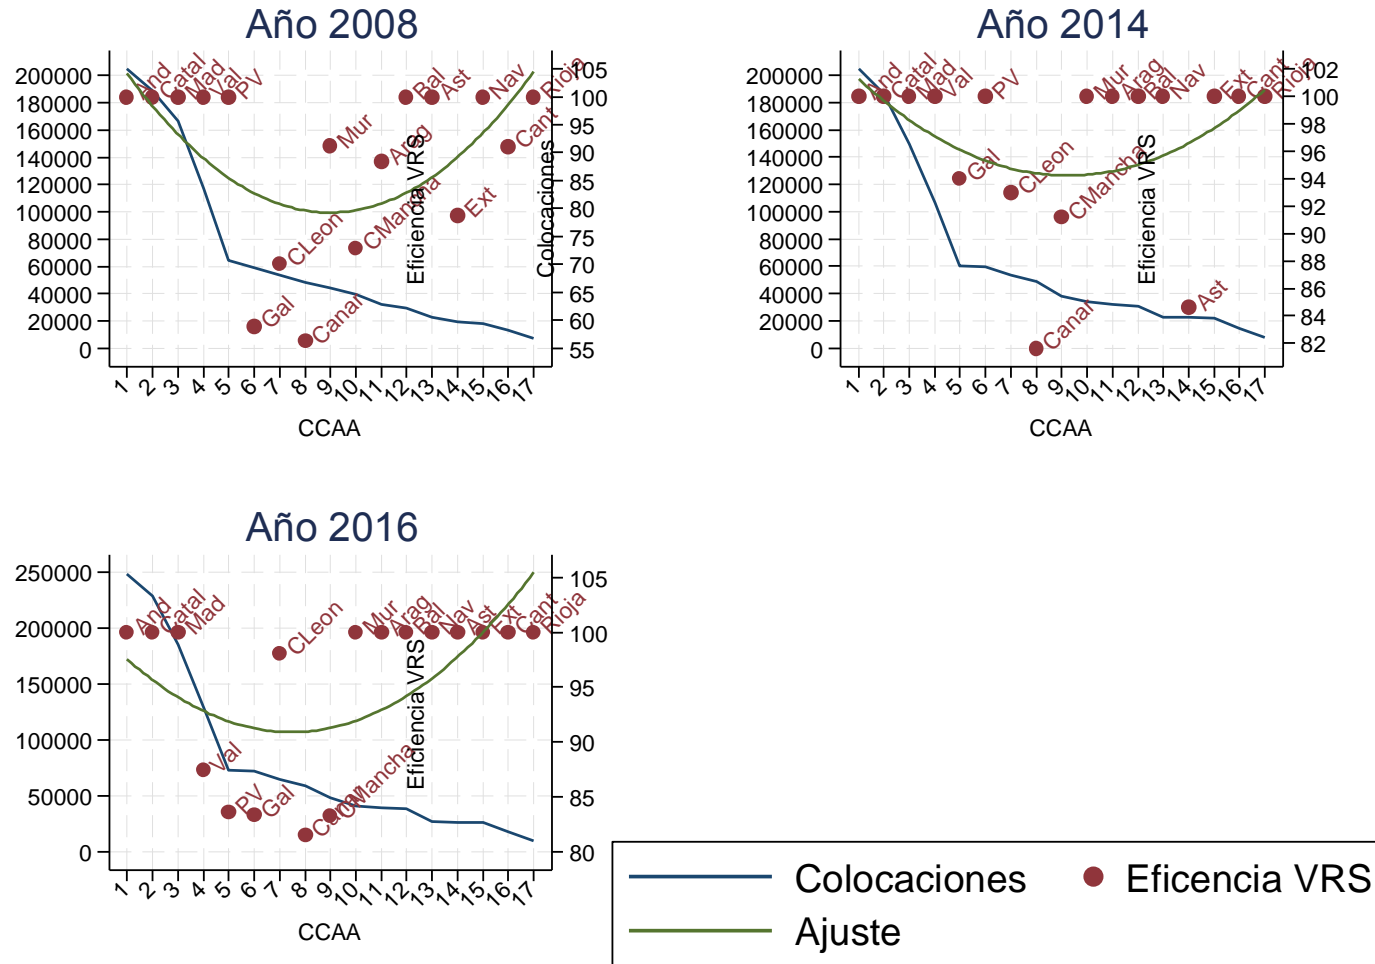 Año 2008
200000
180000
160000
140000
120000
100000
80000
60000
40000
20000
0
And
Catal
Mad
Val
PV
Gal
CLeon
Canar
Mur
CMancha
Arag
Bal
Ast
Ext
Nav
Cant
Rioja
Eficiencia VRS
Colocaciones
105
100
95
90
85
80
75
70
65
60
55
1 2 3 4 5 6 7 8 9 10 11 12 13 14 15 16 17
CCAA
Año 2014
200000
180000
160000
140000
120000
100000
80000
60000
40000
20000
0
And
Catal
Mad
Val
Gal
PV
CLeon
Canar
CMancha
Mur
Arag
Bal
Nav
Ast
Ext
Cant
Rioja
Eficiencia VRS
102
100
98
96
94
92
90
88
86
84
82
1 2 3 4 5 6 7 8 9 10 11 12 13 14 15 16 17
CCAA
Año 2016
250000
200000
150000
100000
50000
0
And
Catal
Mad
Val
PV
Gal
CLeon
Canar
CMancha
Mur
Arag
Bal
Nav
Ast
Ext
Cant
Rioja
Eficiencia VRS
105
100
95
90
85
80
1 2 3 4 5 6 7 8 9 10 11 12 13 14 15 16 17
CCAA
Colocaciones
Eficencia VRS
Ajuste